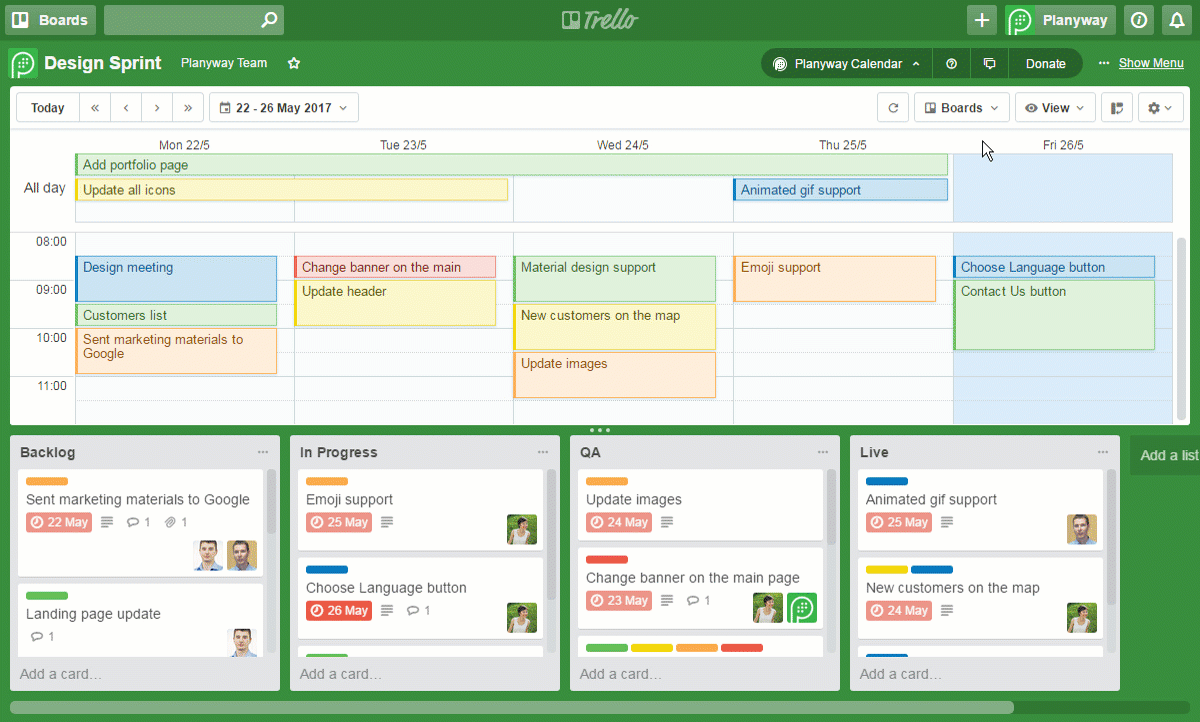 Boards
Trello
Planyway
Design Sprint
Planyway Team
Planyway Calendar
Donate
Show Menu
Today
22 - 26 May 2017
Boards
View
Mon 22/5
Tue 23/5
Wed 24/5
Thu 25/5
Fri 26/5
All day
Add portfolio page
Update all icons
Animated gif support
08:00
09:00
10:00
11:00
Design meeting
Customers list
Sent marketing materials to
Google
Change banner on the main
Update header
Material design support
New customers on the map
Update images
Emoji support
Choose Language button
Contact Us button
Backlog
Sent marketing materials to Google
22 May
1
1
Landing page update
1
Add a card…
In Progress
Emoji support
25 May
Choose Language button
26 May
1
Add a card…
QA
Update images
24 May
Change banner on the main page
23 May
1
Add a card…
Live
Animated gif support
25 May
New customers on the map
24 May
Add a card…
Add a list